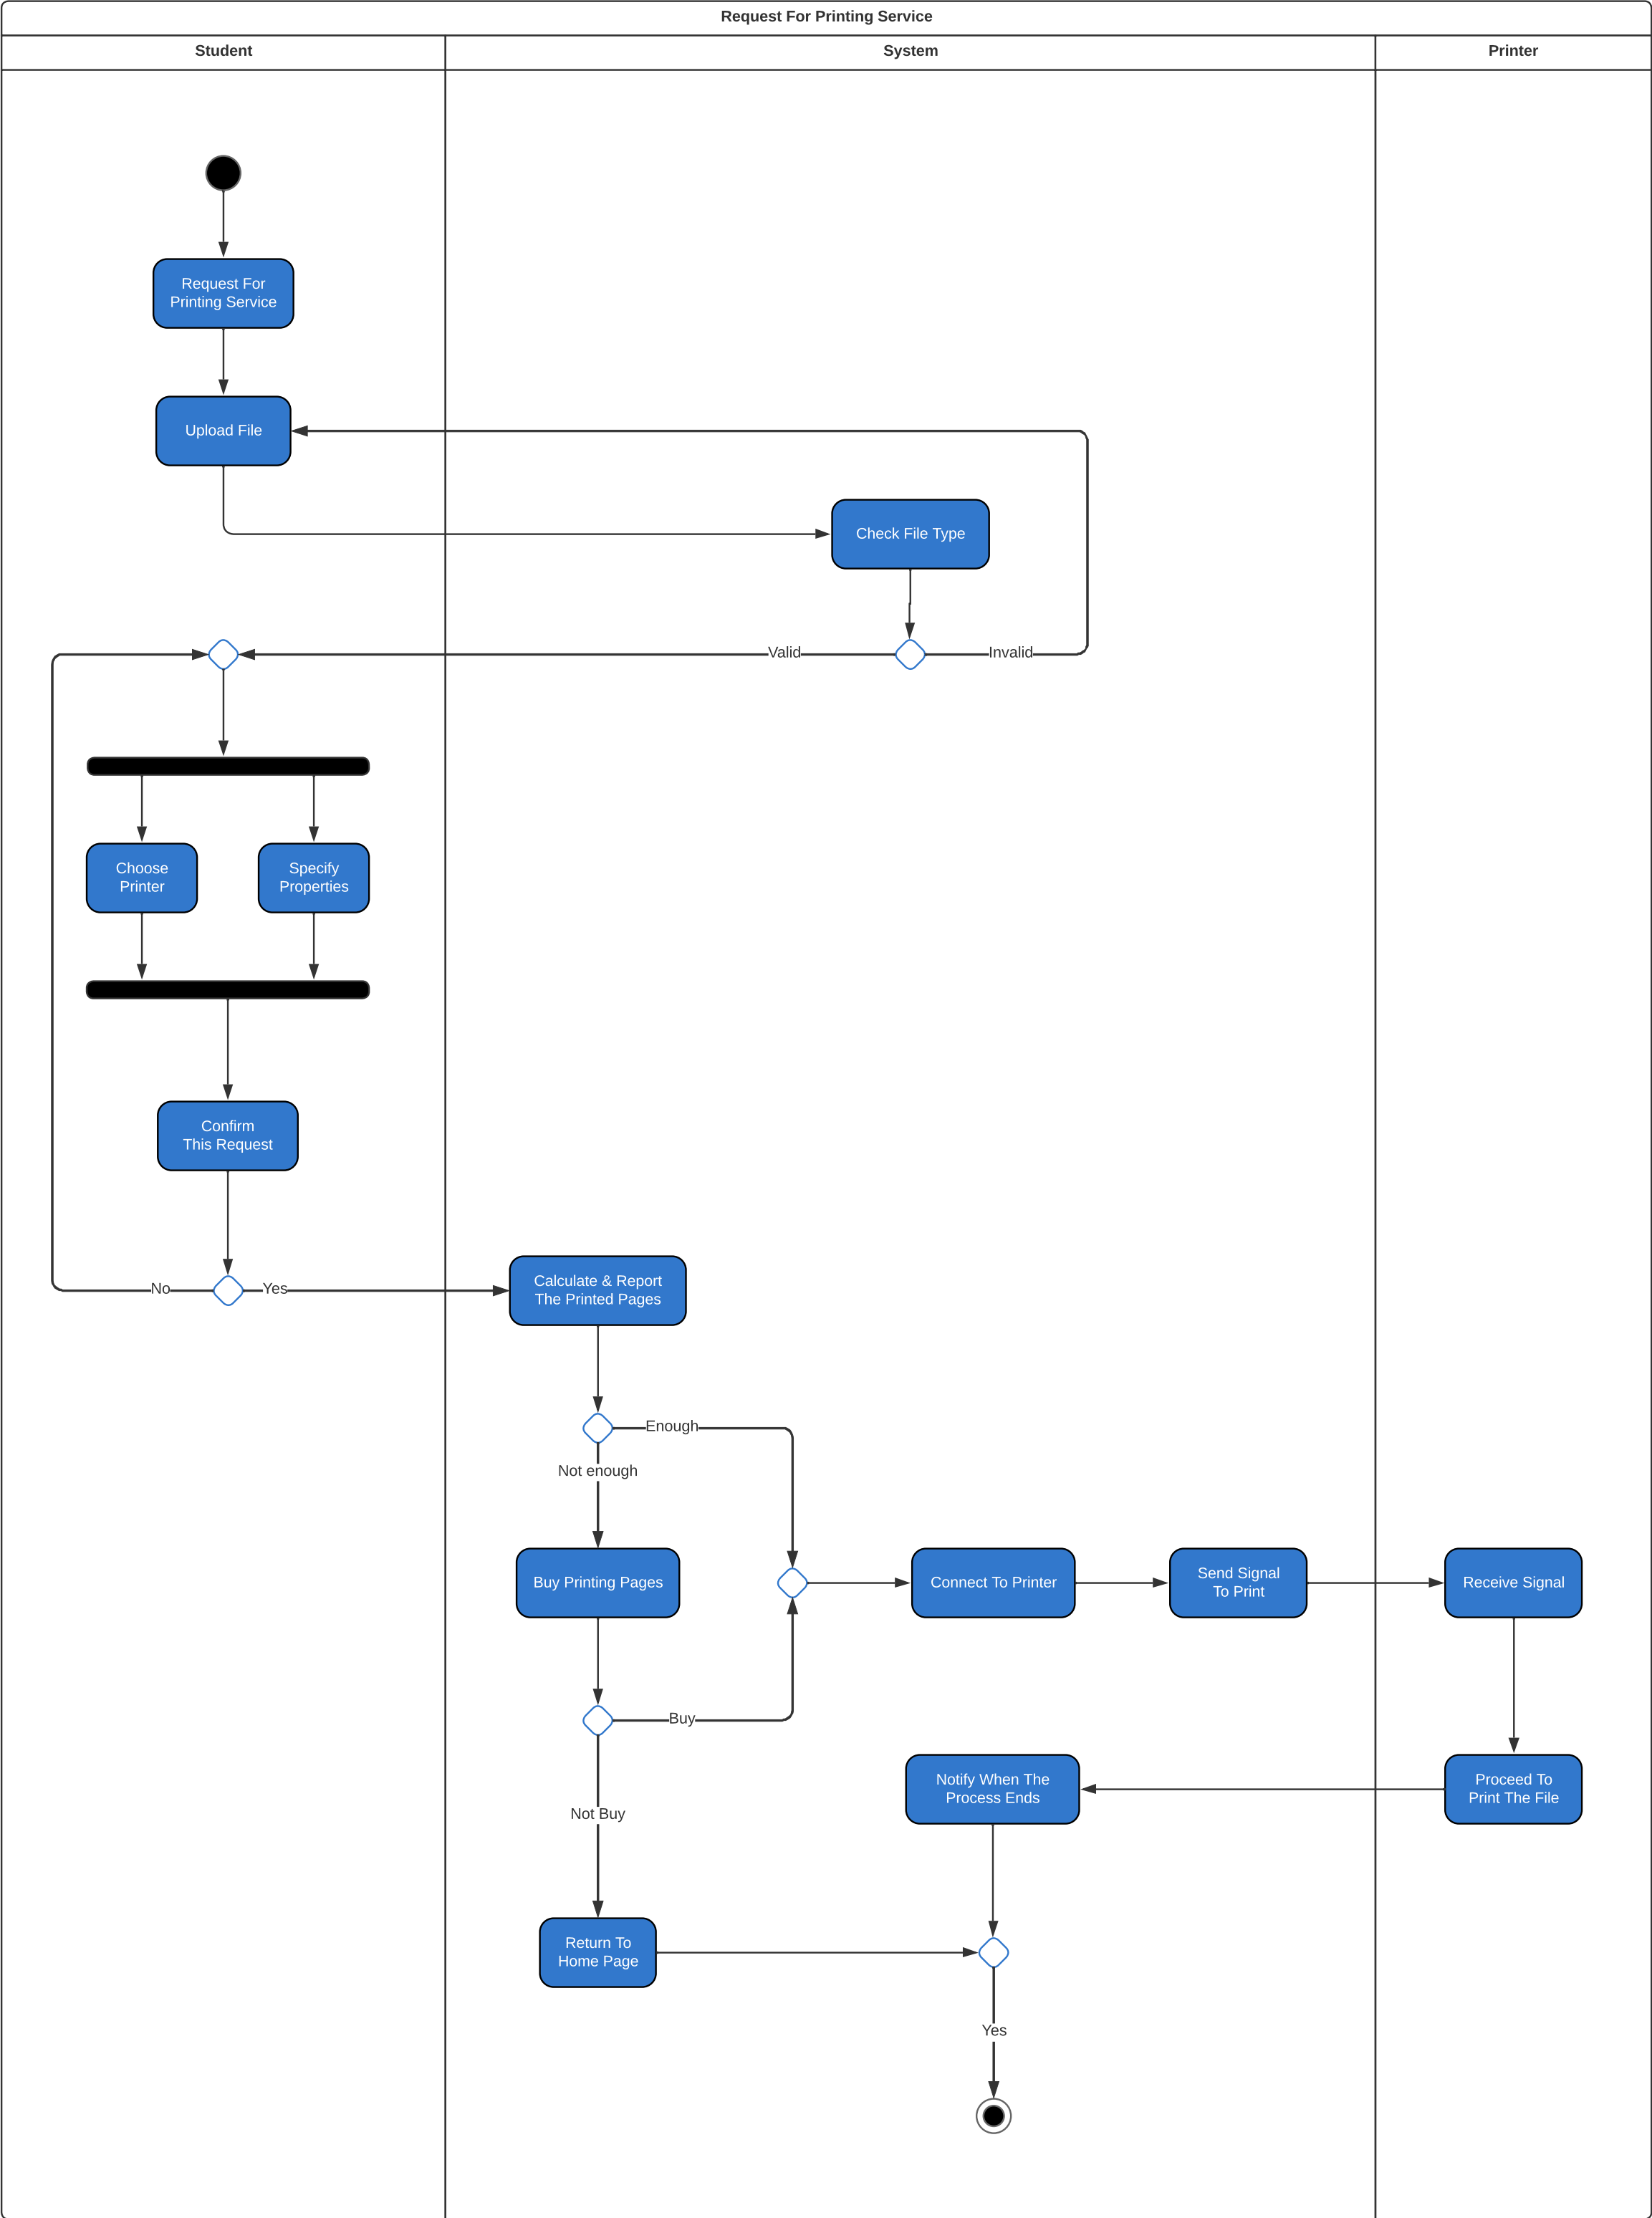 Request For Printing Service
Student
System
Printer
Request For
Printing Service
Upload File
Check File Type
Valid
Invalid
Choose
Printer
Specify
Properties
Confirm
This Request
No
Yes
Calculate & Report
The Printed Pages
Enough
Not enough
Buy Printing Pages
Connect To Printer
Send Signal
To Print
Receive Signal
Buy
Notify When The
Process Ends
Proceed To
Print The File
Not Buy
Return To
Home Page
Yes